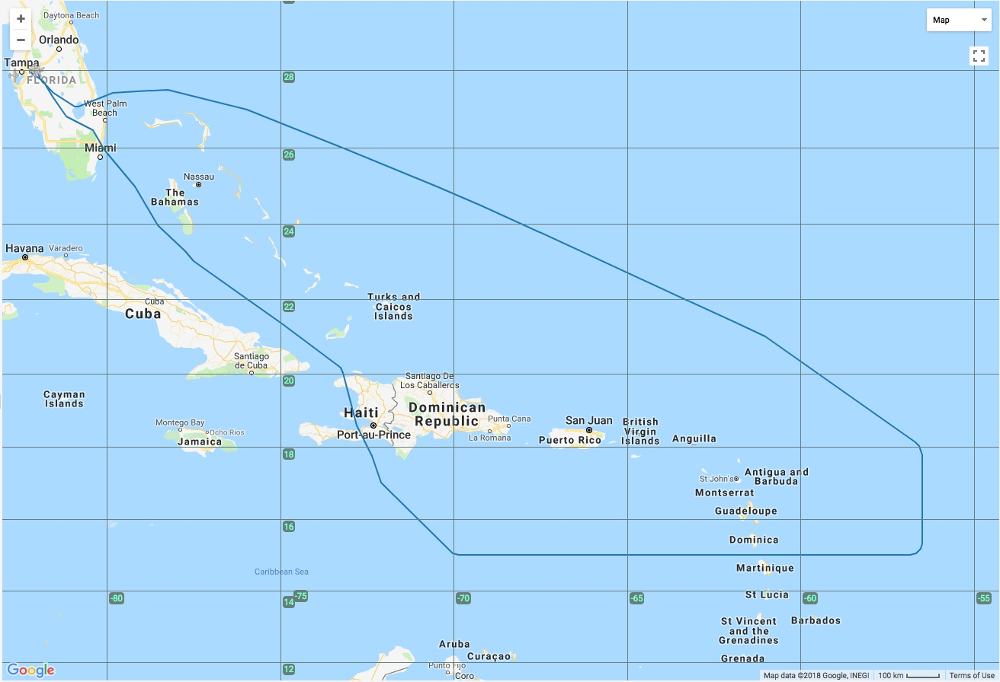 +
Daytona Beach
Map
Orlando
−
Tampa
FLORIDA
28
West Palm
Beach
Miami
26
Nassau
The
Bahamas
24
Havana
Varadero
Turks and
Caicos
Islands
Cuba
Cuba
22
Santiago
de Cuba
20
Santiago De
Los Caballeros
Cayman
Islands
Haiti
Dominican
Republic
Punta Cana
San Juan
British
Virgin
Islands
Montego Bay
Ocho Rios
Jamaica
Port-au-Prince
La Romana
Puerto Rico
Anguilla
18
Antigua and
Barbuda
St John's
Montserrat
Guadeloupe
16
Dominica
Caribbean Sea
Martinique
-80
14
-75
-70
-65
St Lucia
-60
-55
St Vincent
and the
Grenadines
Barbados
Aruba
Curaçao
Grenada
Punto Fijo
12
Coro
Google
Map data ©2018 Google, INEGI
100 km
Terms of Use